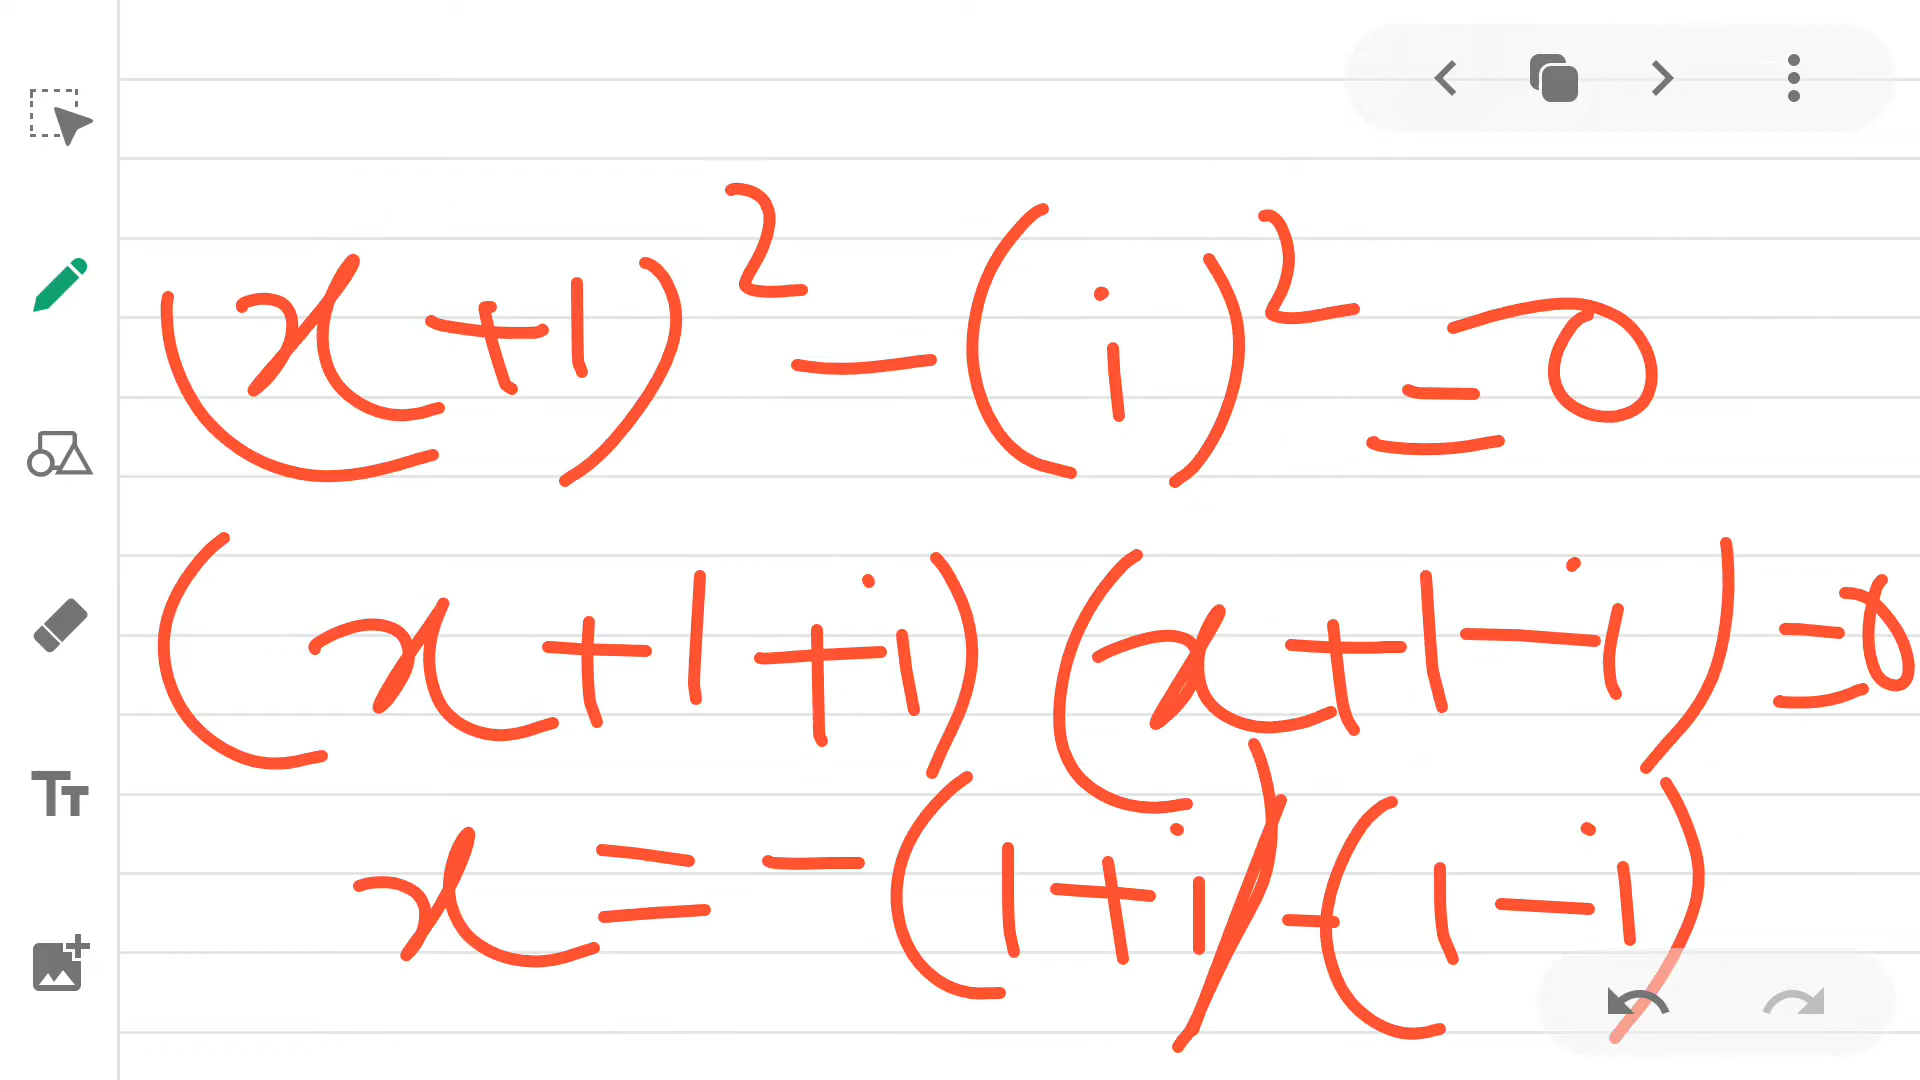 (x+1)² - (i)² = 0
(x+1+i)(x+1-i) = 0
x = -(1+i) -(1-i)